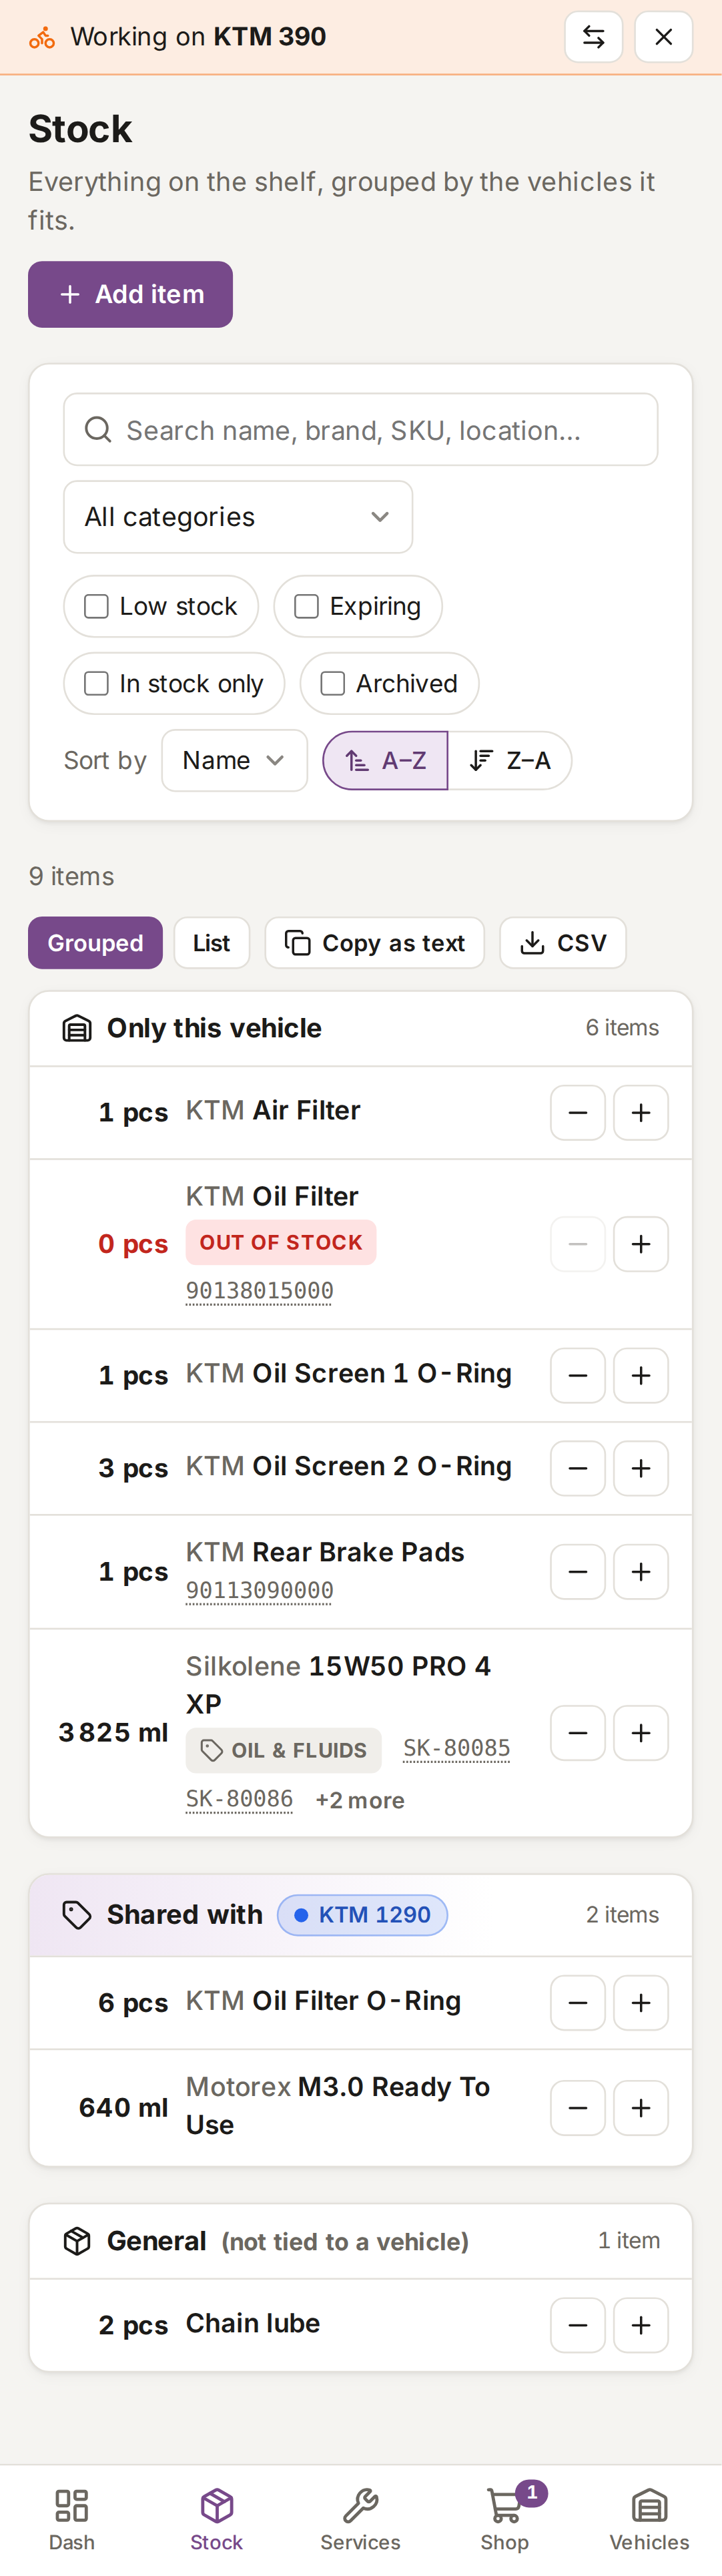 Working on KTM 390
Stock
Everything on the shelf, grouped by the vehicles it
fits.
+ Add item
Search name, brand, SKU, location...
All categories
Low stock
Expiring
In stock only
Archived
Sort by Name A–Z Z–A
9 items
Grouped List Copy as text CSV
Only this vehicle 6 items
1 pcs KTM Air Filter
KTM Oil Filter
0 pcs OUT OF STOCK
90138015000
1 pcs KTM Oil Screen 1 O-Ring
3 pcs KTM Oil Screen 2 O-Ring
1 pcs KTM Rear Brake Pads
90113090000
Silkolene 15W50 PRO 4
XP
3 825 ml OIL & FLUIDS SK-80085
SK-80086 +2 more
Shared with KTM 1290 2 items
6 pcs KTM Oil Filter O-Ring
640 ml Motorex M3.0 Ready To
Use
General (not tied to a vehicle) 1 item
2 pcs Chain lube
1
Dash Stock Services Shop Vehicles